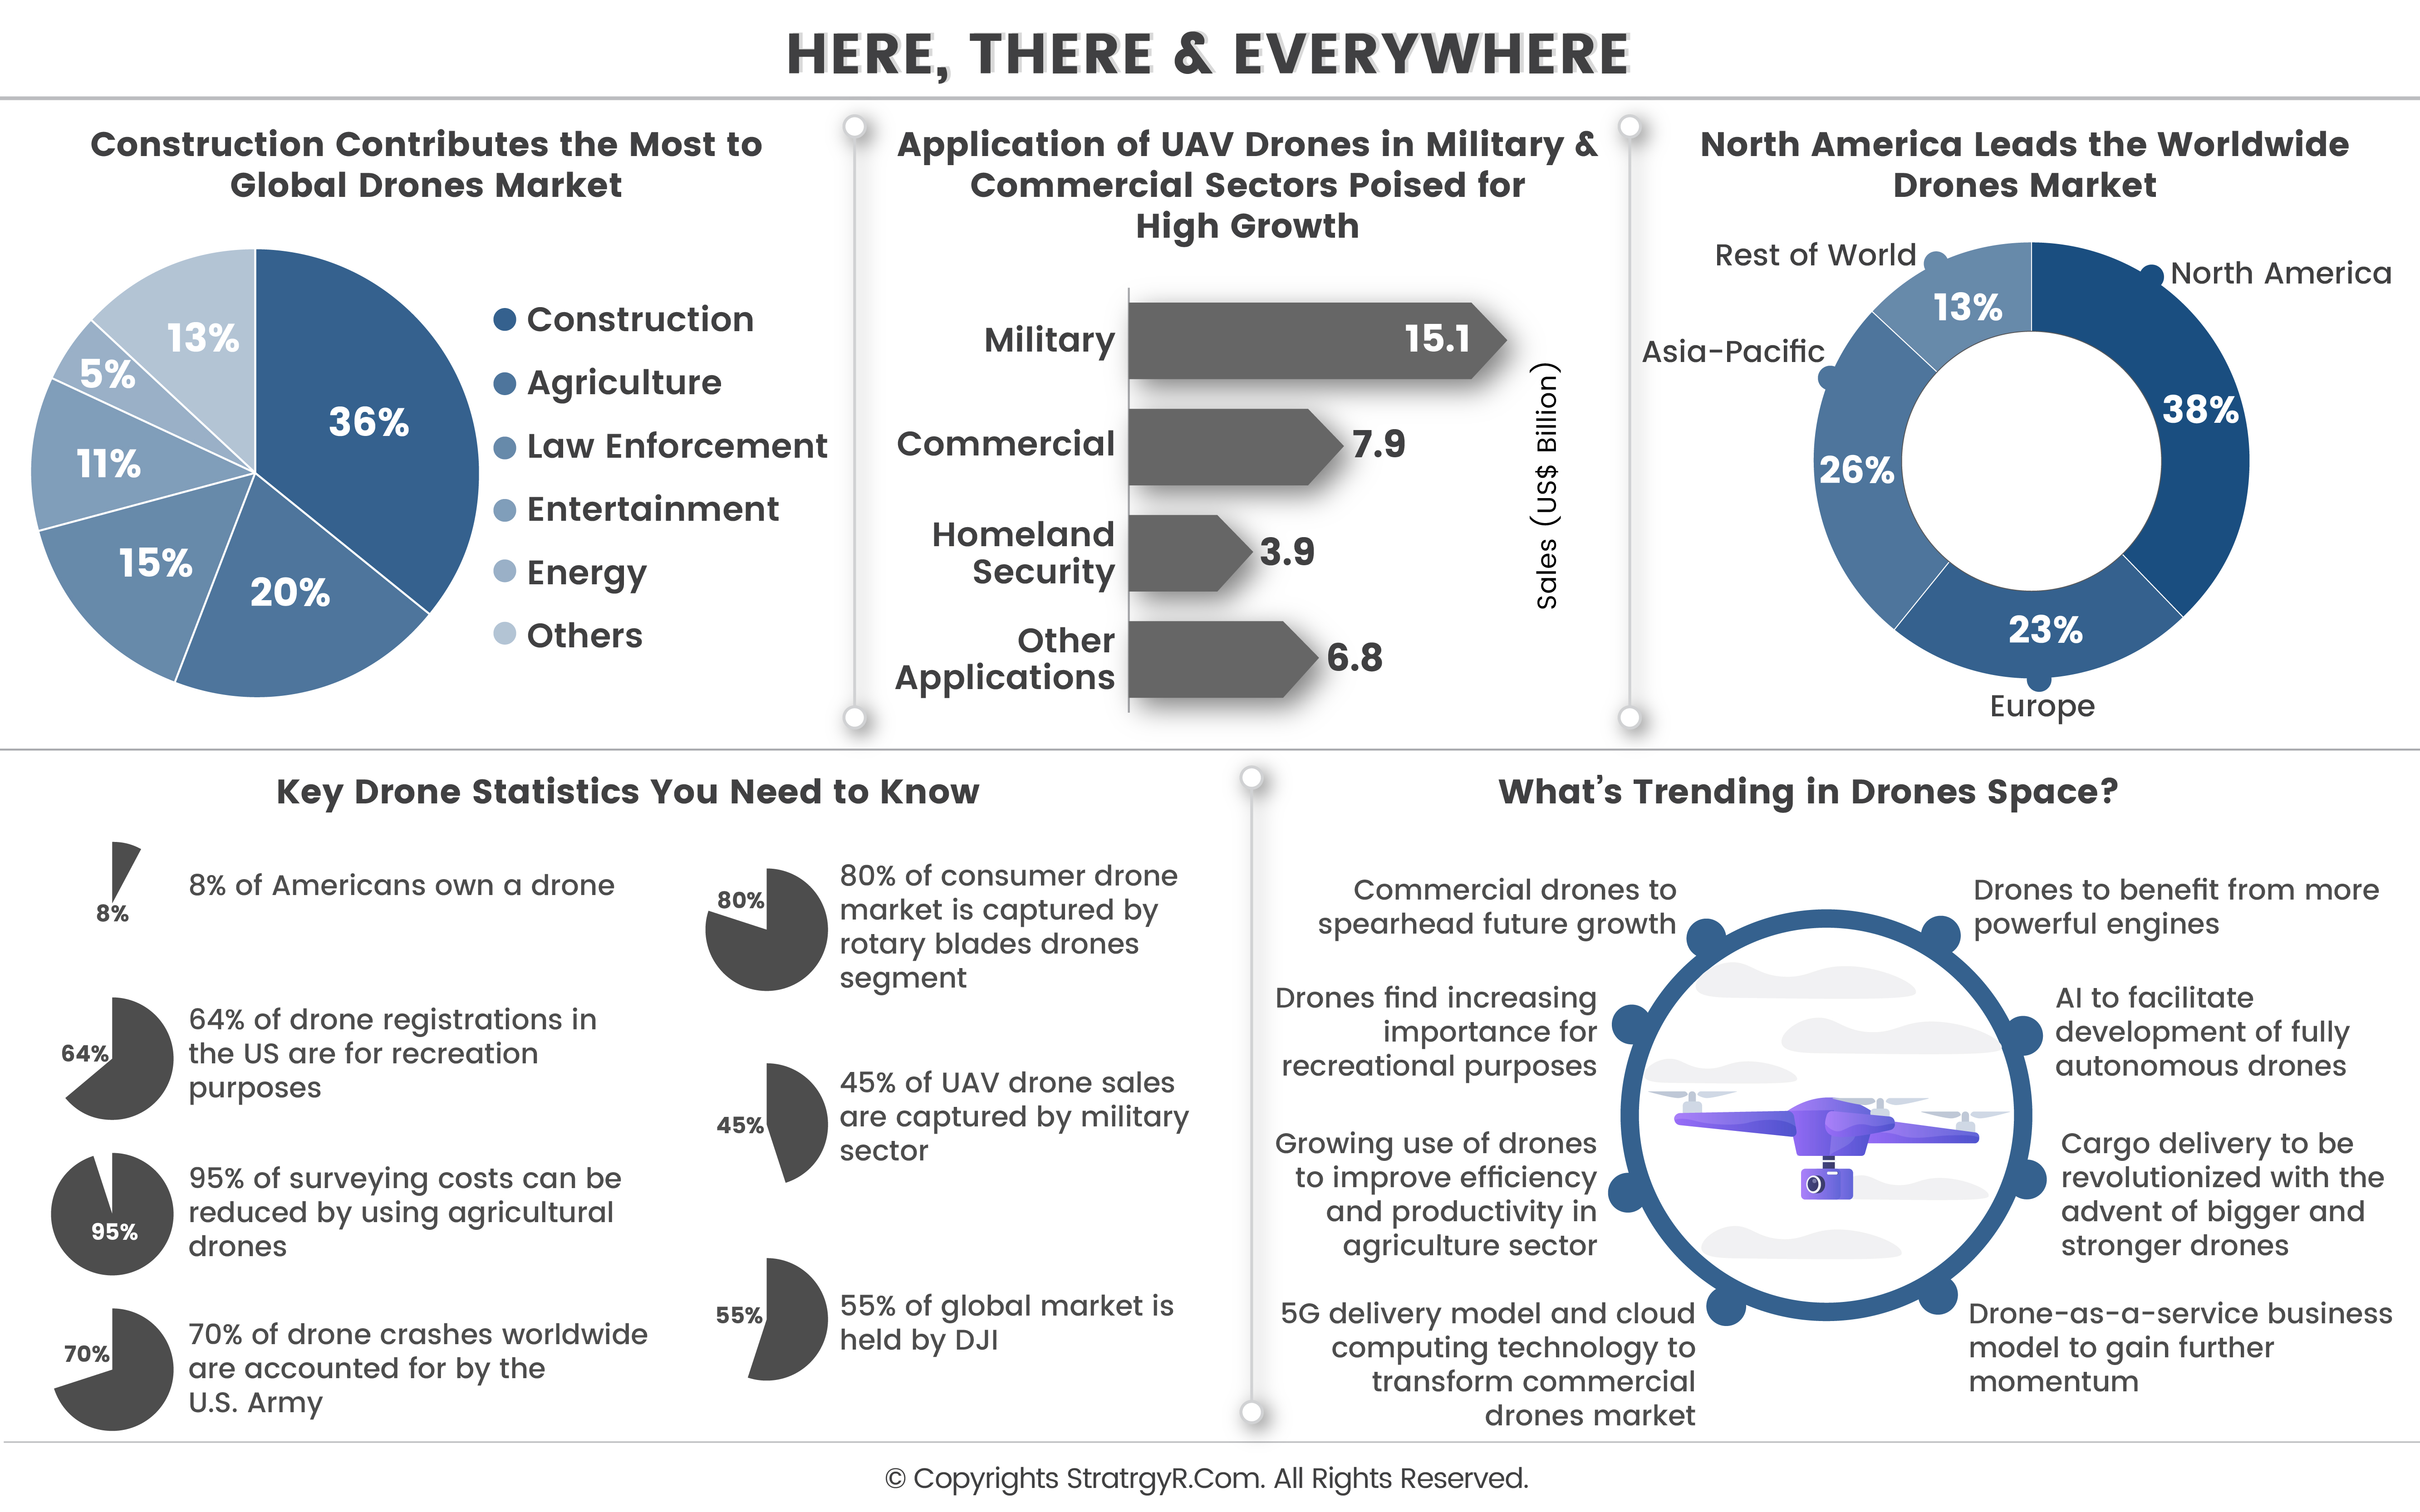 HERE, THERE & EVERYWHERE
Construction Contributes the Most to
Global Drones Market
36%
20%
15%
11%
5%
13%
Construction
Agriculture
Law Enforcement
Entertainment
Energy
Others
Application of UAV Drones in Military &
Commercial Sectors Poised for
High Growth
Military
15.1
Commercial
7.9
Homeland
Security
3.9
Other
Applications
6.8
Sales (US$ Billion)
North America Leads the Worldwide
Drones Market
Rest of World
North America
Asia-Pacific
Europe
13%
38%
26%
23%
Key Drone Statistics You Need to Know
8%
8% of Americans own a drone
64%
64% of drone registrations in
the US are for recreation
purposes
95%
95% of surveying costs can be
reduced by using agricultural
drones
70%
70% of drone crashes worldwide
are accounted for by the
U.S. Army
80%
80% of consumer drone
market is captured by
rotary blades drones
segment
45%
45% of UAV drone sales
are captured by military
sector
55%
55% of global market is
held by DJI
What's Trending in Drones Space?
Commercial drones to
spearhead future growth
Drones find increasing
importance for
recreational purposes
Growing use of drones
to improve efficiency
and productivity in
agriculture sector
5G delivery model and cloud
computing technology to
transform commercial
drones market
Drones to benefit from more
powerful engines
AI to facilitate
development of fully
autonomous drones
Cargo delivery to be
revolutionized with the
advent of bigger and
stronger drones
Drone-as-a-service business
model to gain further
momentum
© Copyrights StratrgyR.Com. All Rights Reserved.